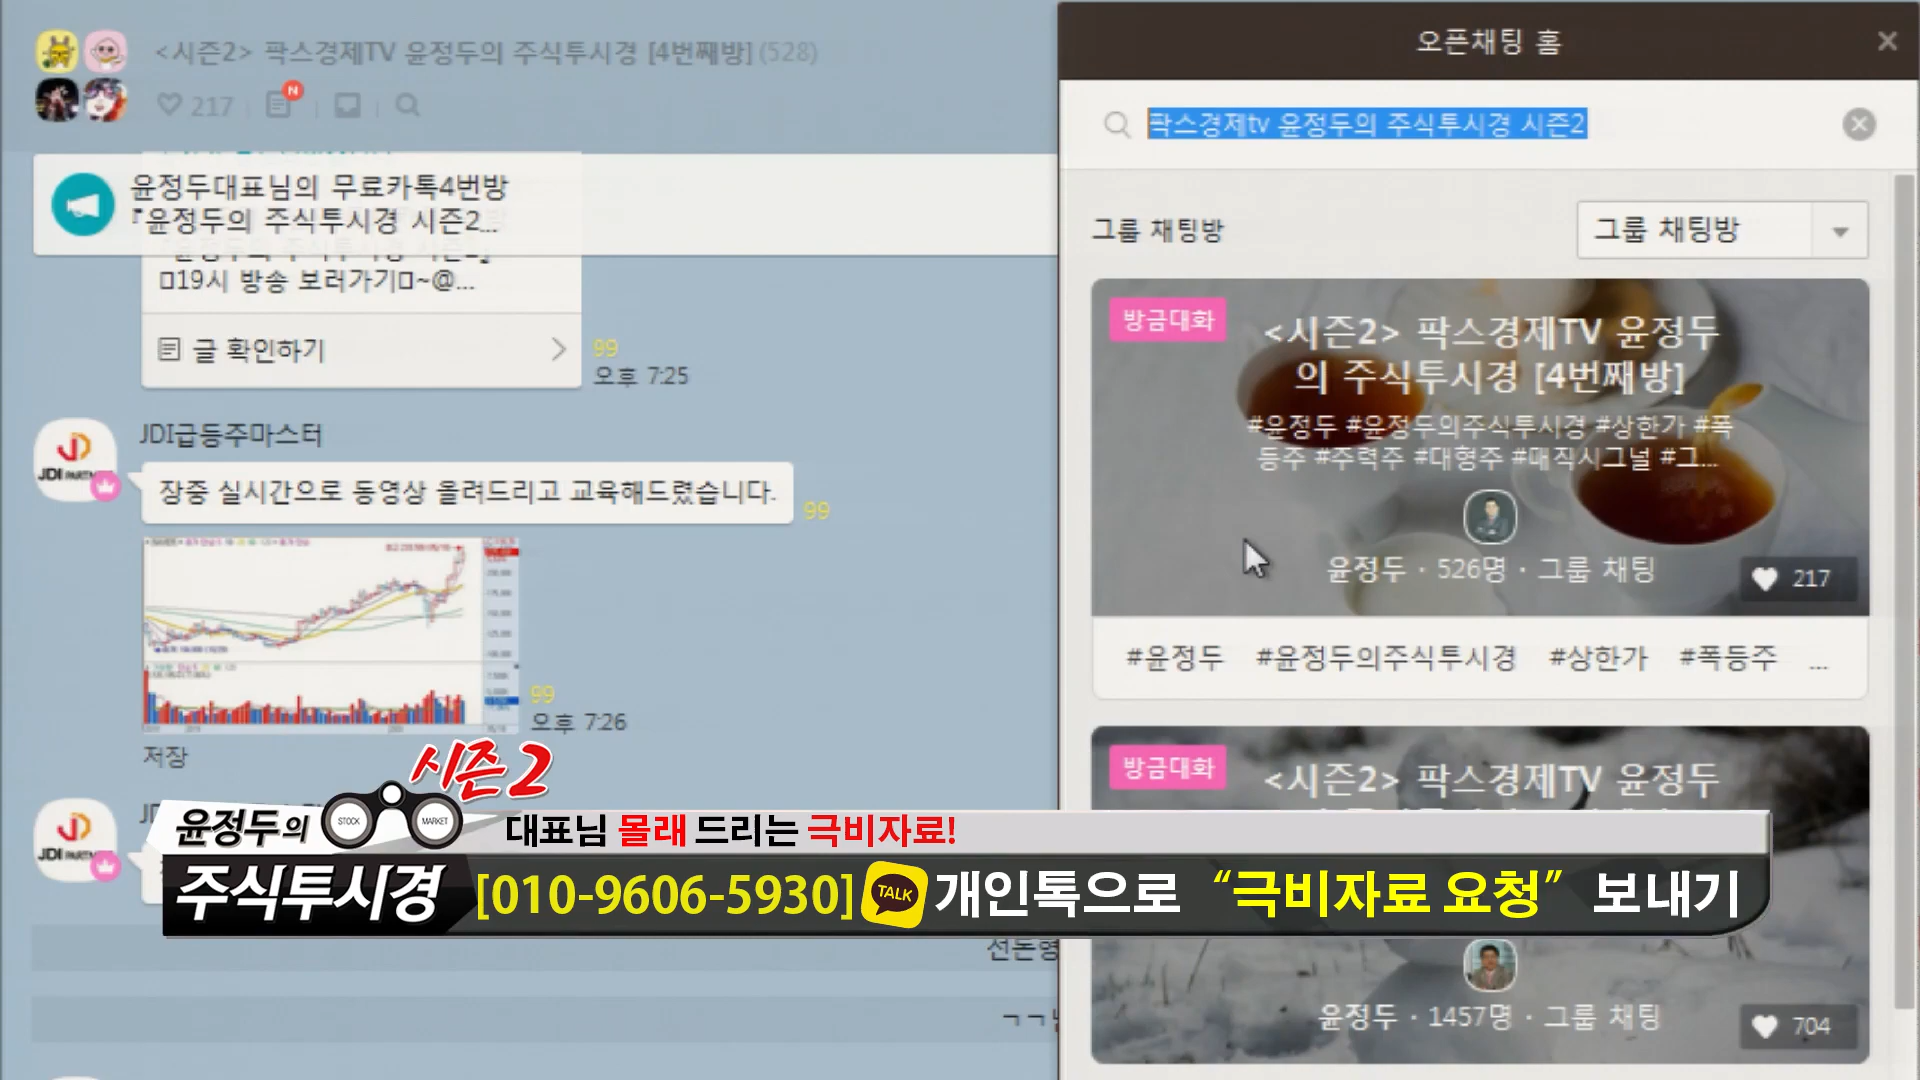 <시즌2> 팍스경제TV 윤정두의 주식투시경 [4번째방] (528)
217
N
윤정두대표님의 무료카톡4번방
『윤정두의 주식투시경 시즌2...
19시 방송 보러가기~@...
글 확인하기
99
오후 7:25
JDI급등주마스터
JDI
장중 실시간으로 동영상 올려드리고 교육해드렸습니다.
99
99
오후 7:26
저장
JDI
오픈채팅 홈
팍스경제tv 윤정두의 주식투시경 시즌2
그룹 채팅방
그룹 채팅방
방금대화
<시즌2> 팍스경제TV 윤정두
의 주식투시경 [4번째방]
#윤정두 #윤정두의주식투시경 #상한가 #폭
등주 #주력주 #대형주 #매직시그널 #그...
윤정두 · 526명 · 그룹 채팅
217
#윤정두 #윤정두의주식투시경 #상한가 #폭등주 ...
방금대화
<시즌2> 팍스경제TV 윤정두
윤정두 · 1457명 · 그룹 채팅
704
시즌2
윤정두의
STOCK
MARKET
주식투시경
대표님 몰래 드리는 극비자료!
[010-9606-5930] TALK 개인톡으로 “극비자료 요청” 보내기